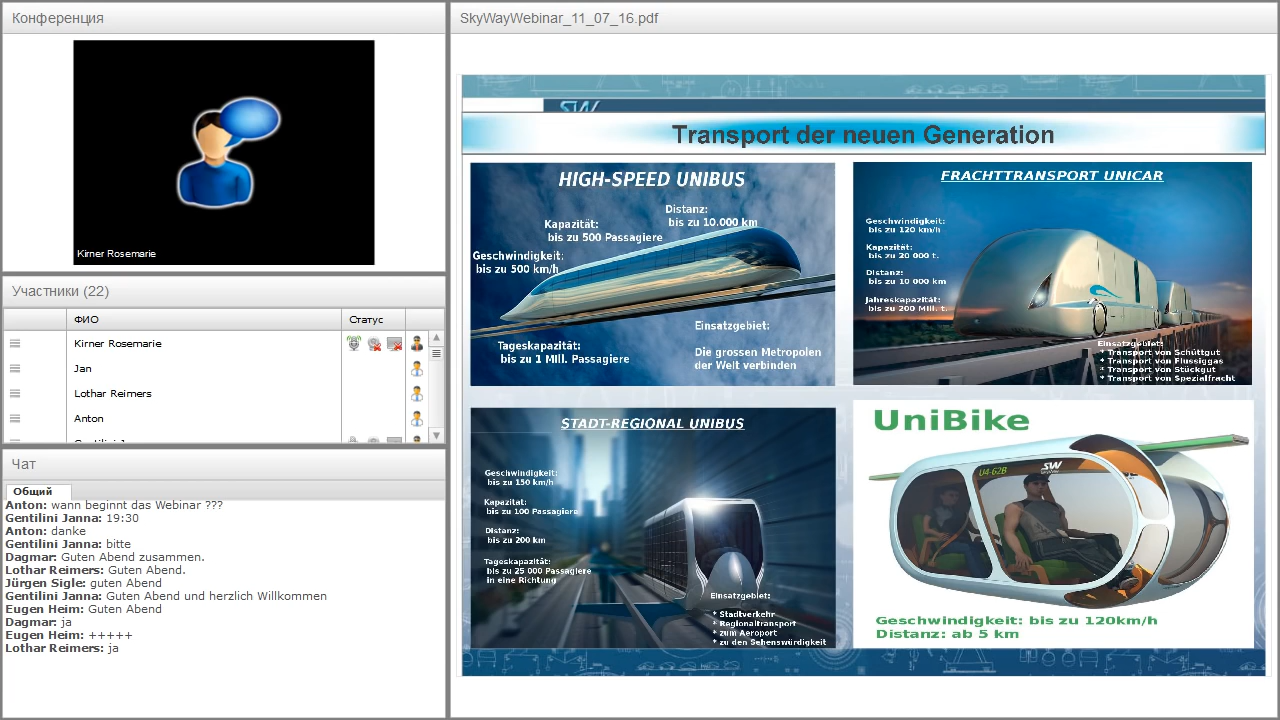 Конференция
Kirner Rosemarie
Участники (22)
ФИО
Статус
Kirner Rosemarie
Jan
Lothar Reimers
Anton
Чат
Общий
Anton: wann beginnt das Webinar ???
Gentilini Janna: 19:30
Anton: danke
Gentilini Janna: bitte
Dagmar: Guten Abend zusammen.
Lothar Reimers: Guten Abend.
Jürgen Sigle: guten Abend
Gentilini Janna: Guten Abend und herzlich Willkommen
Eugen Heim: Guten Abend
Dagmar: ja
Eugen Heim: +++++
Lothar Reimers: ja
SkyWayWebinar_11_07_16.pdf
SW
Transport der neuen Generation
HIGH-SPEED UNIBUS
Distanz:
bis zu 10.000 km
Kapazität:
bis zu 500 Passagiere
Geschwindigkeit:
bis zu 500 km/h
Einsatzgebiet:
Die grossen Metropolen
der Welt verbinden
Tageskapazität:
bis zu 1 Mill. Passagiere
FRACHTTRANSPORT UNICAR
Geschwindigkeit:
bis zu 120 km/h
Kapazität:
bis zu 20 000 t.
Distanz:
bis zu 10 000 km
Jahreskapazität:
bis zu 200 Mill. t.
Einsatzgebiet:
* Transport von Schüttgut
* Transport von Flussiggas
* Transport von Stückgut
* Transport von Spezialfracht
STADT-REGIONAL UNIBUS
Geschwindigkeit:
bis zu 150 km/h
Kapazität:
bis zu 100 Passagiere
Distanz:
bis zu 200 km
Tageskapazität:
bis zu 25 000 Passagiere
in eine Richtung
Einsatzgebiet:
* Stadtverkehr
* Regionaltransport
* zum Aeroport
* zu den Sehenswürdigkeit
UniBike
U4-G2B
SW
Geschwindigkeit: bis zu 120km/h
Distanz: ab 5 km